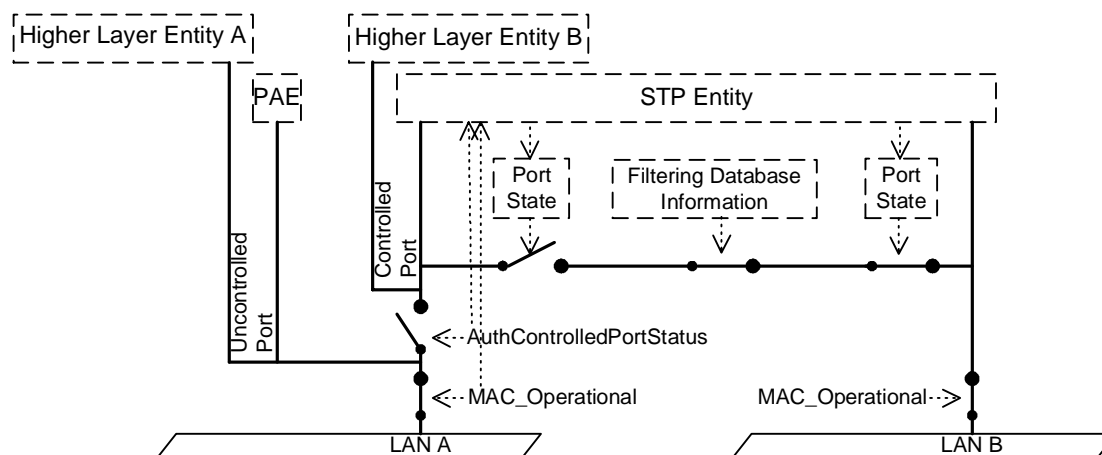 Higher Layer Entity A
Higher Layer Entity B
PAE
STP Entity
Port
State
Filtering Database
Information
Port
State
Uncontrolled
Port
Controlled
Port
AuthControlledPortStatus
MAC_Operational
MAC_Operational
LAN A
LAN B